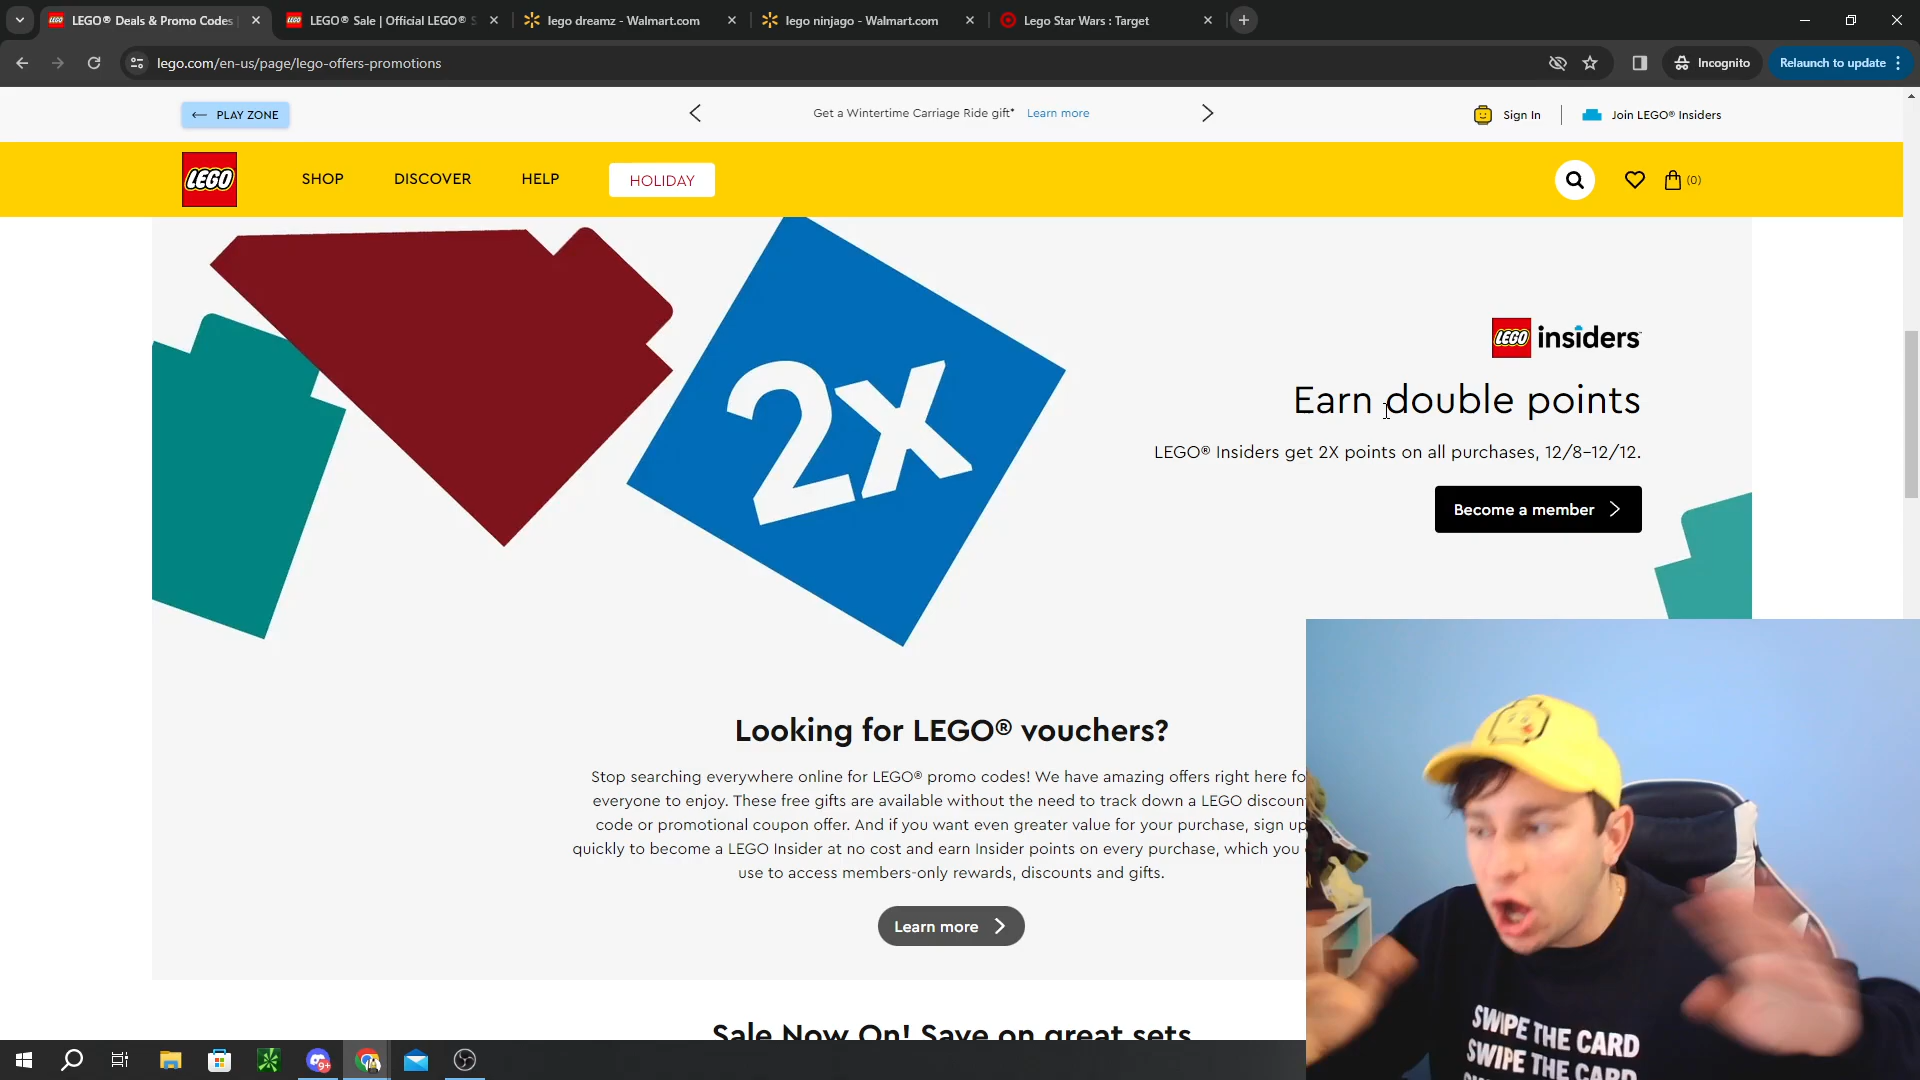 LEGO® Deals & Promo Codes
LEGO® Sale | Official LEGO® S
lego dreamz - Walmart.com
lego ninjago - Walmart.com
Lego Star Wars : Target
lego.com/en-us/page/lego-offers-promotions
Incognito
Relaunch to update
PLAY ZONE
Get a Wintertime Carriage Ride gift* Learn more
Sign In
Join LEGO® Insiders
LEGO
SHOP
DISCOVER
HELP
HOLIDAY
(0)
2x
LEGO insiders
Earn double points
LEGO® Insiders get 2X points on all purchases, 12/8–12/12.
Become a member
Looking for LEGO® vouchers?
Stop searching everywhere online for LEGO® promo codes! We have amazing offers right here fo
everyone to enjoy. These free gifts are available without the need to track down a LEGO discoun
code or promotional coupon offer. And if you want even greater value for your purchase, sign up
quickly to become a LEGO Insider at no cost and earn Insider points on every purchase, which you
use to access members-only rewards, discounts and gifts.
Learn more
Sale Now On! Save on great sets
9+
SWIPE THE CARD
SWIPE THE CARD